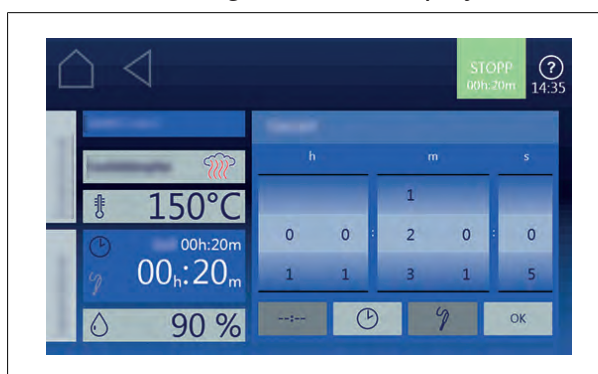 STOPP
00h:20m
?
14:35
h m s
150°C
1
00h:20m
0 0 : 2 0 : 0
00h:20m
1 1 3 1 5
90 %
--:--
OK